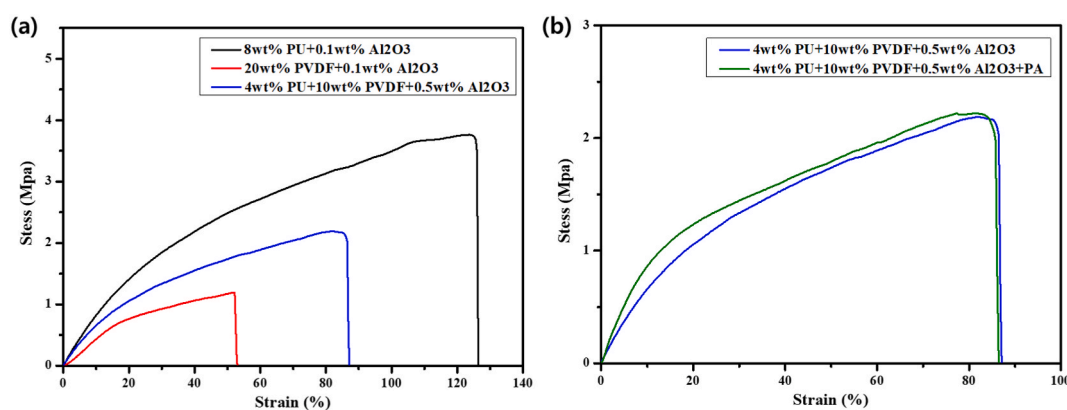 (a)
8wt% PU+0.1wt% Al2O3
20wt% PVDF+0.1wt% Al2O3
4wt% PU+10wt% PVDF+0.5wt% Al2O3
Stess (Mpa)
5
4
3
2
1
0
0 20 40 60 80 100 120 140
Strain (%)
(b)
4wt% PU+10wt% PVDF+0.5wt% Al2O3
4wt% PU+10wt% PVDF+0.5wt% Al2O3+PA
Stess (Mpa)
3
2
1
0
0 20 40 60 80 100
Strain (%)